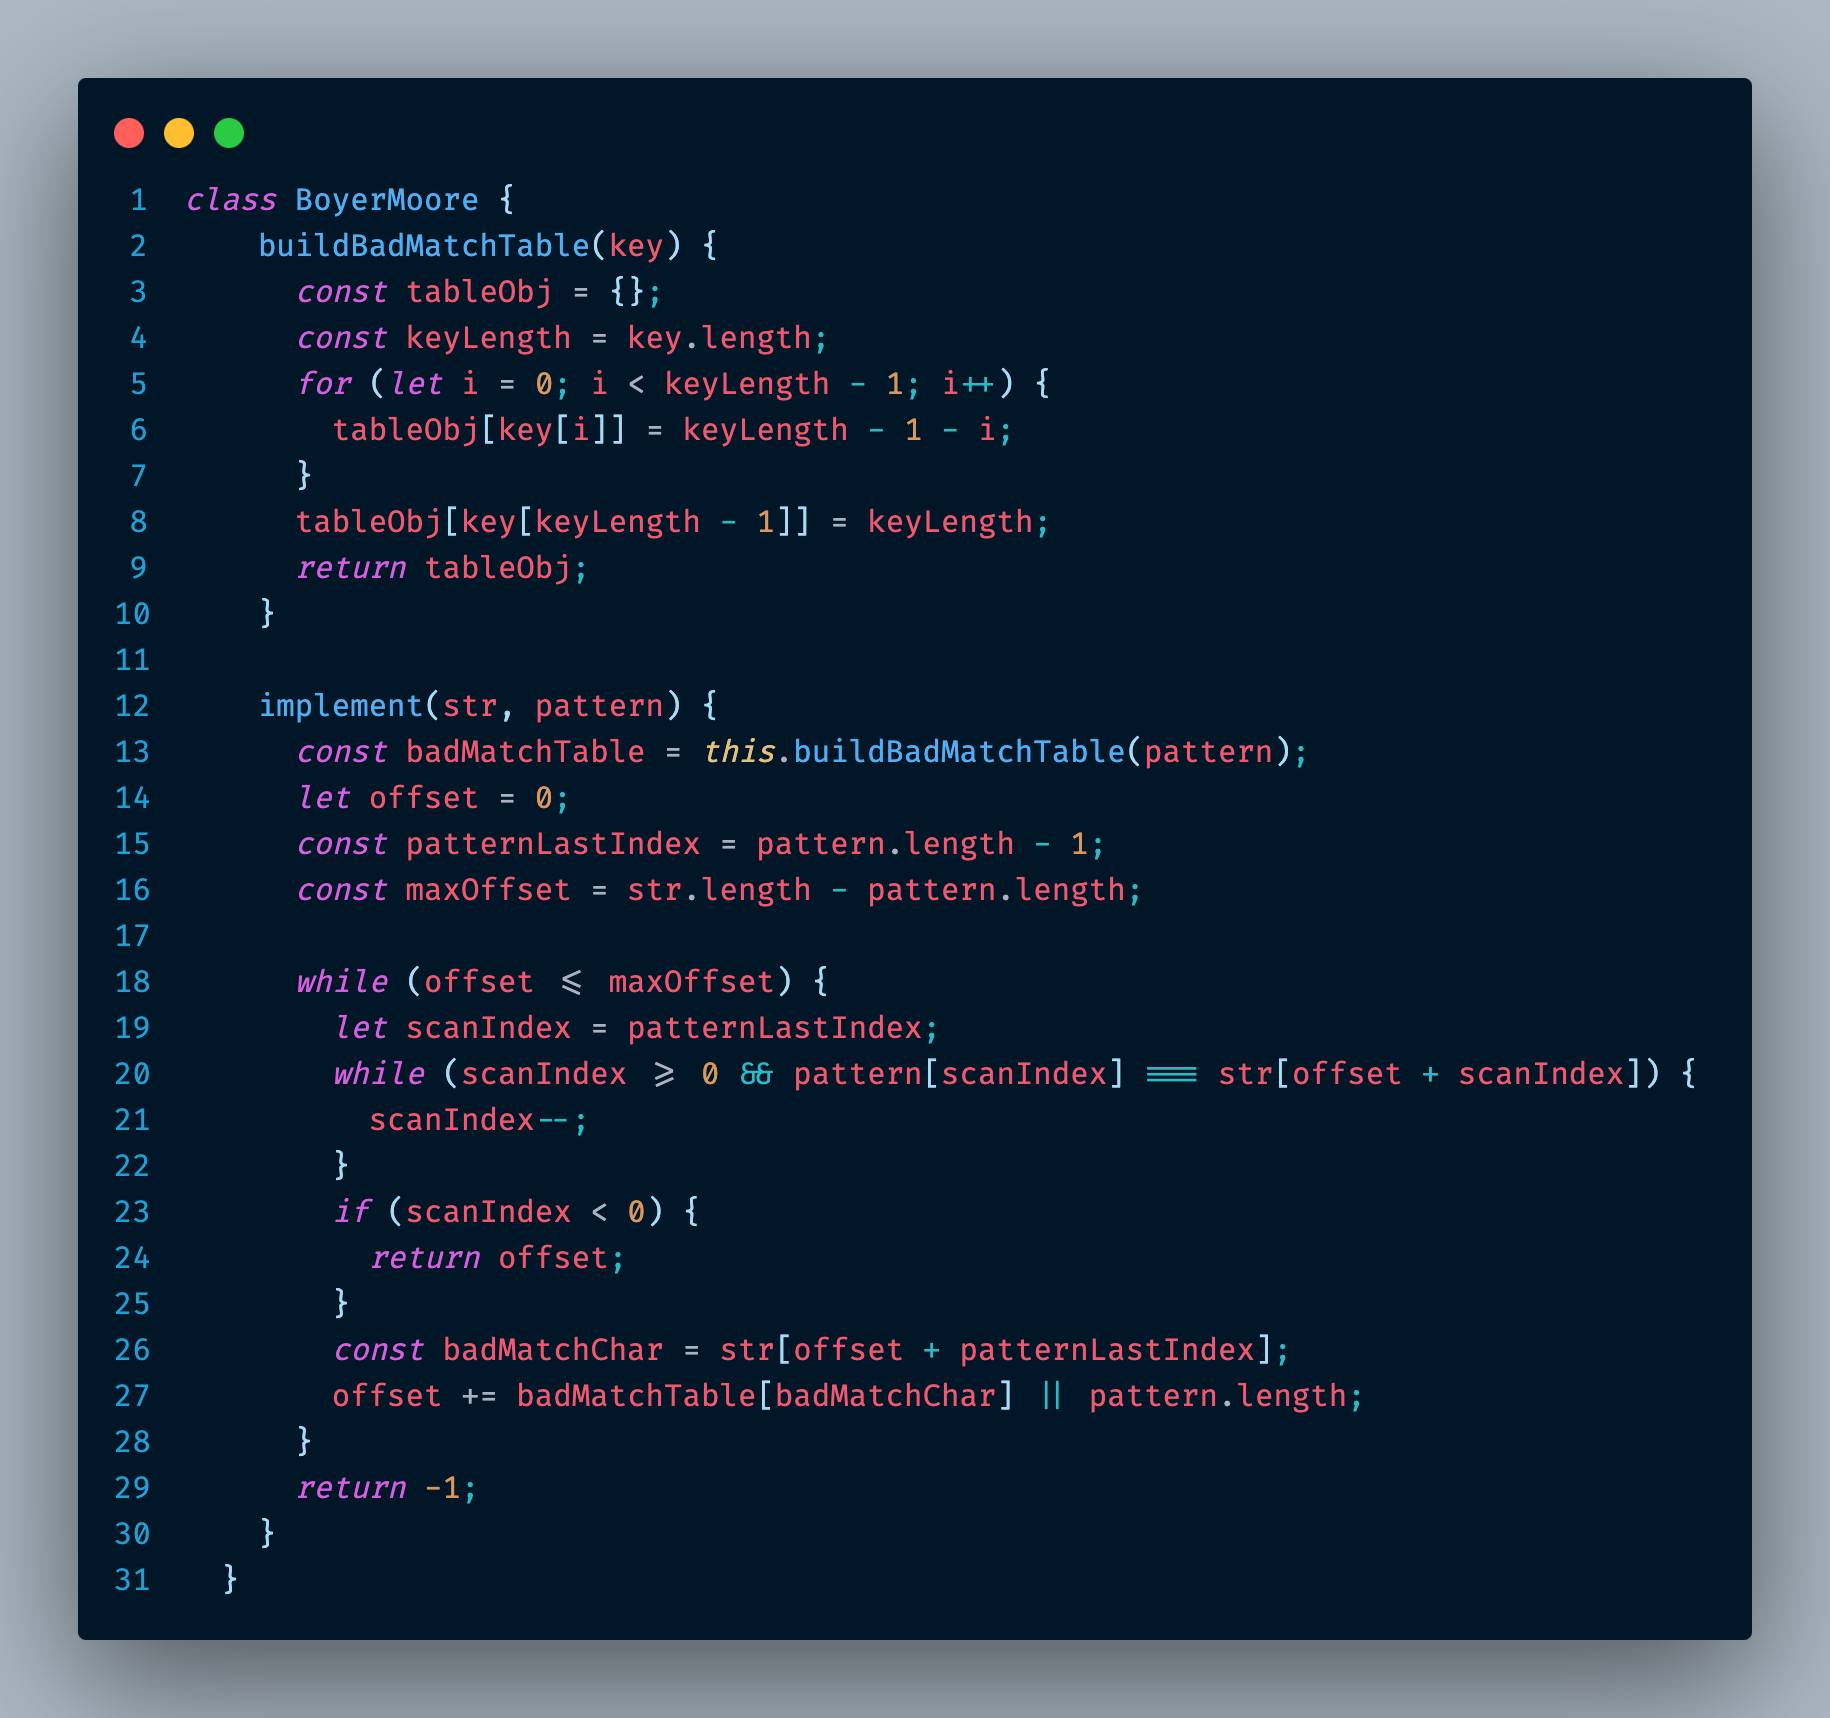 1 class BoyerMoore {
2     buildBadMatchTable(key) {
3       const tableObj = {};
4       const keyLength = key.length;
5       for (let i = 0; i < keyLength - 1; i++) {
6         tableObj[key[i]] = keyLength - 1 - i;
7       }
8       tableObj[key[keyLength - 1]] = keyLength;
9       return tableObj;
10     }
11
12     implement(str, pattern) {
13       const badMatchTable = this.buildBadMatchTable(pattern);
14       let offset = 0;
15       const patternLastIndex = pattern.length - 1;
16       const maxOffset = str.length - pattern.length;
17
18       while (offset <= maxOffset) {
19         let scanIndex = patternLastIndex;
20         while (scanIndex >= 0 && pattern[scanIndex] === str[offset + scanIndex]) {
21           scanIndex--;
22         }
23         if (scanIndex < 0) {
24           return offset;
25         }
26         const badMatchChar = str[offset + patternLastIndex];
27         offset += badMatchTable[badMatchChar] || pattern.length;
28       }
29       return -1;
30     }
31   }